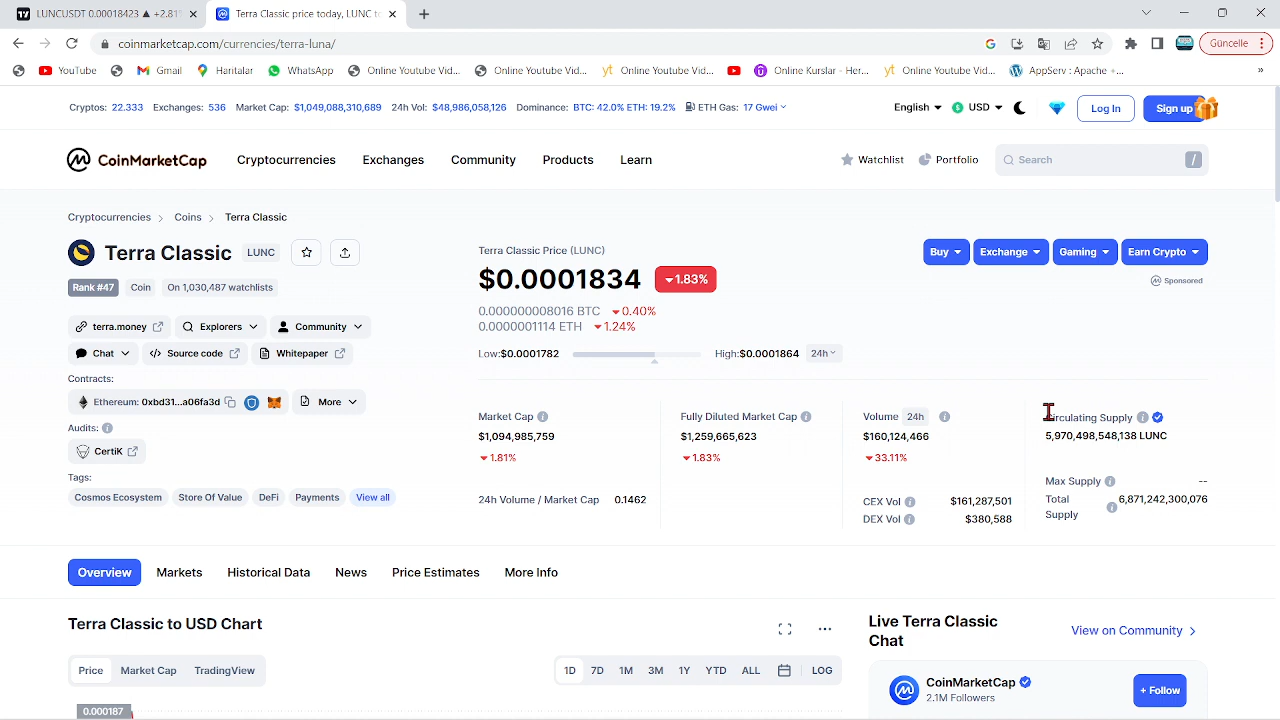 LUNCUSDT 0.00018423 ▲ +2.81
Terra Classic price today, LUNC to
coinmarketcap.com/currencies/terra-luna/
Güncelle
YouTube
Gmail
Haritalar
WhatsApp
Online Youtube Vid...
Online Youtube Vid...
Online Youtube Vid...
Online Kurslar - Her...
Online Youtube Vid...
AppServ : Apache +...
»
Cryptos: 22.333 Exchanges: 536 Market Cap: $1,049,088,310,689 24h Vol: $48,986,058,126 Dominance: BTC: 42.0% ETH: 19.2% ETH Gas: 17 Gwei
English
USD
Log In
Sign up
CoinMarketCap
Cryptocurrencies
Exchanges
Community
Products
Learn
Watchlist
Portfolio
Search
/
Cryptocurrencies > Coins > Terra Classic
Terra Classic LUNC
Rank #47
Coin
On 1,030,487 watchlists
terra.money
Explorers
Community
Chat
Source code
Whitepaper
Contracts:
Ethereum: 0xbd31...a06fa3d
More
Audits:
CertiK
Tags:
Cosmos Ecosystem
Store Of Value
DeFi
Payments
View all
Terra Classic Price (LUNC)
$0.0001834
1.83%
0.000000008016 BTC 0.40%
0.0000001114 ETH 1.24%
Low:$0.0001782
High:$0.0001864
24h
Buy
Exchange
Gaming
Earn Crypto
Sponsored
Market Cap
$1,094,985,759
1.81%
24h Volume / Market Cap 0.1462
Fully Diluted Market Cap
$1,259,665,623
1.83%
Volume 24h
$160,124,466
33.11%
CEX Vol $161,287,501
DEX Vol $380,588
Circulating Supply
5,970,498,548,138 LUNC
Max Supply --
Total Supply 6,871,242,300,076
Overview
Markets
Historical Data
News
Price Estimates
More Info
Terra Classic to USD Chart
Price
Market Cap
TradingView
1D
7D
1M
3M
1Y
YTD
ALL
LOG
0.000187
Live Terra Classic
Chat
View on Community >
CoinMarketCap
2.1M Followers
+ Follow